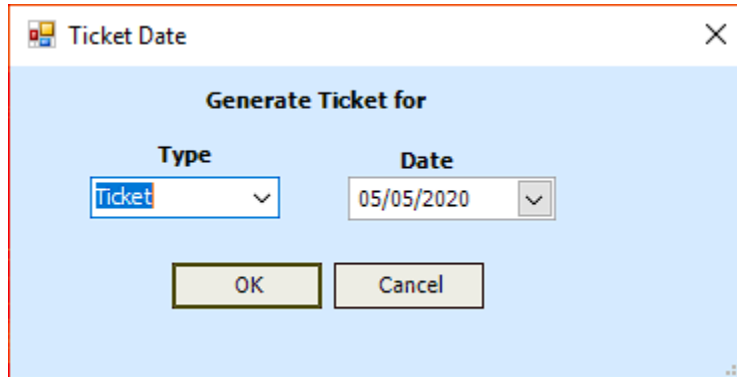 Ticket Date
Generate Ticket for
Type Date
Ticket 05/05/2020
OK Cancel